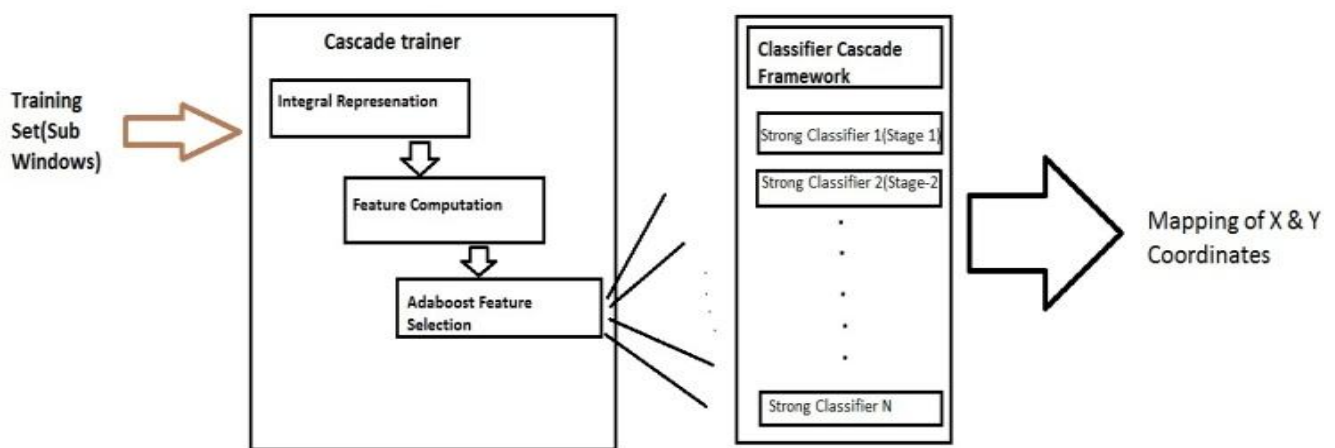 Training
Set(Sub
Windows)
Cascade trainer
Integral Represenation
Feature Computation
Adaboost Feature
Selection
Classifier Cascade
Framework
Strong Classifier 1(Stage 1)
Strong Classifier 2(Stage-2
Strong Classifier N
Mapping of X & Y
Coordinates